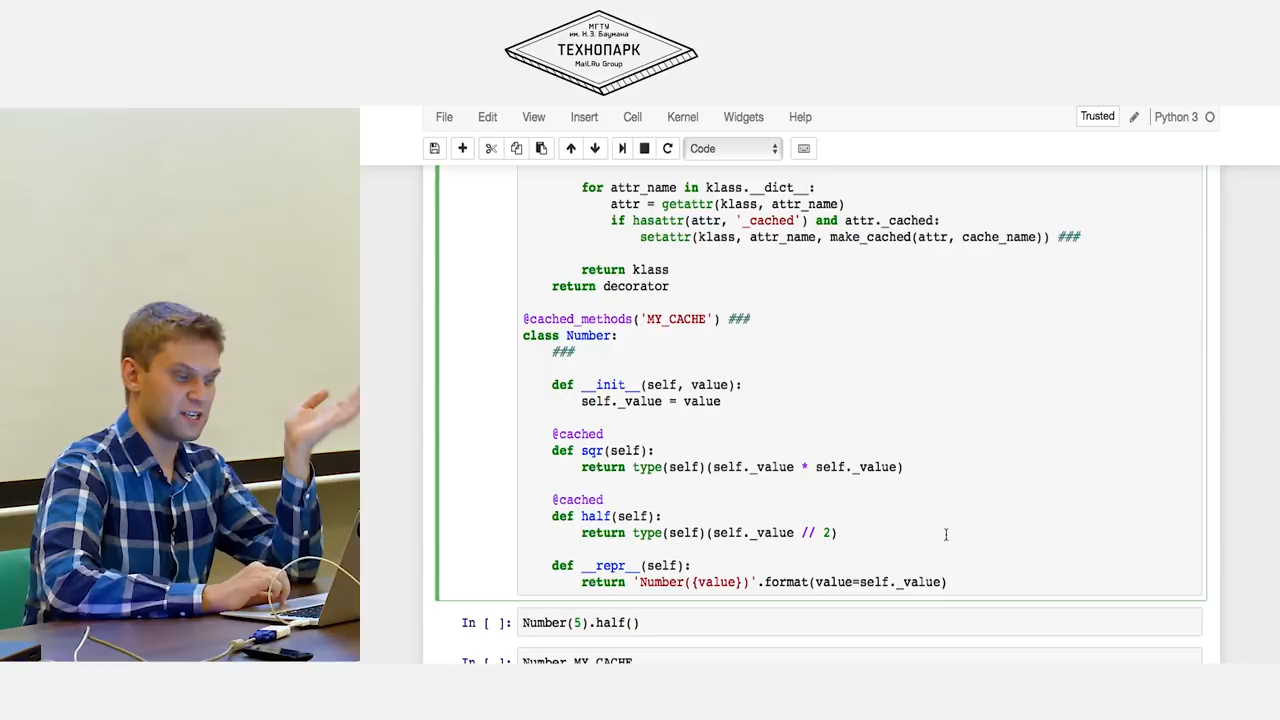 МГТУ
им. Н.Э. Баумана
ТЕХНОПАРК
Mail.Ru Group
File Edit View Insert Cell Kernel Widgets Help Trusted Python 3
Code
for attr_name in klass.__dict__:
attr = getattr(klass, attr_name)
if hasattr(attr, '_cached') and attr._cached:
setattr(klass, attr_name, make_cached(attr, cache_name)) ###
return klass
return decorator
@cached_methods('MY_CACHE') ###
class Number:
###
def __init__(self, value):
self._value = value
@cached
def sqr(self):
return type(self)(self._value * self._value)
@cached
def half(self):
return type(self)(self._value // 2)
def __repr__(self):
return 'Number({value})'.format(value=self._value)
In [ ]: Number(5).half()
In [ ]: Number.MY_CACHE